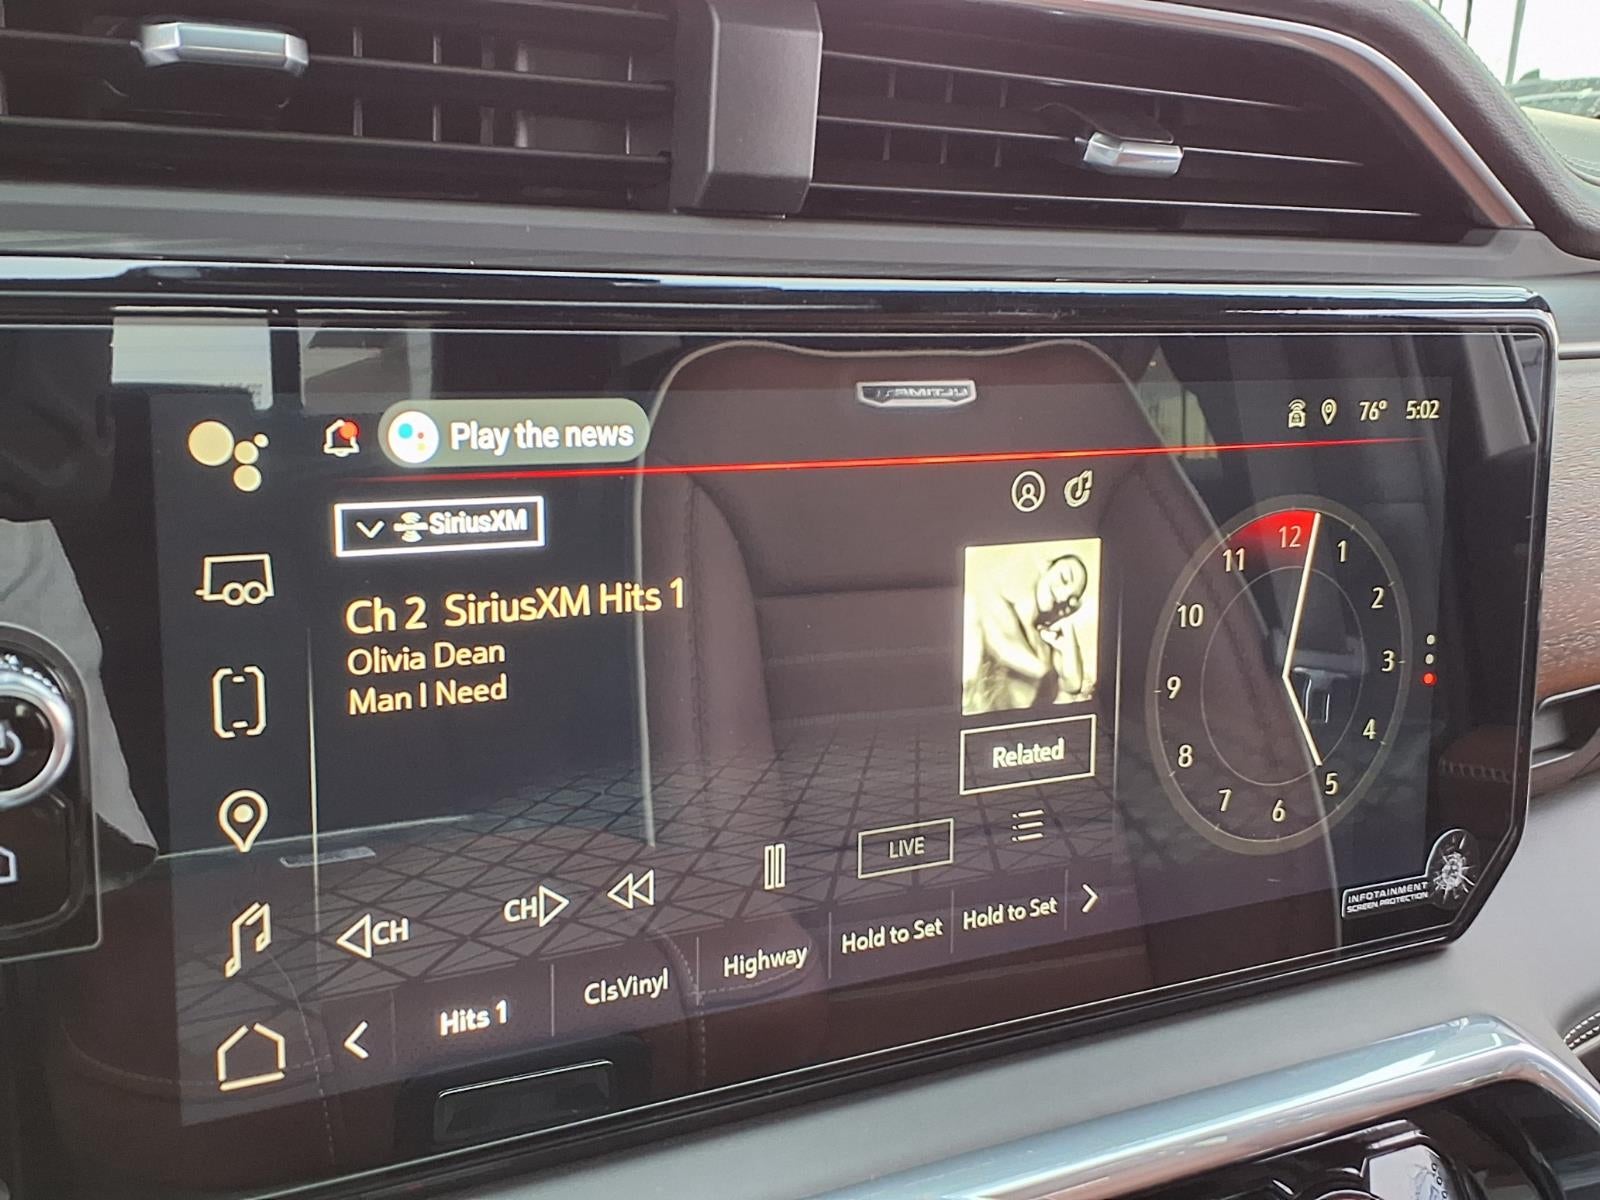 Play the news
76° 5:02
SiriusXM
Ch 2 SiriusXM Hits 1
Olivia Dean
Man I Need
Related
LIVE
CH
CH
Hits 1
ClsVinyl
Highway
Hold to Set
Hold to Set
12
1
2
3
4
5
6
7
8
9
10
11
INFOTAINMENT
SCREEN PROTECTION